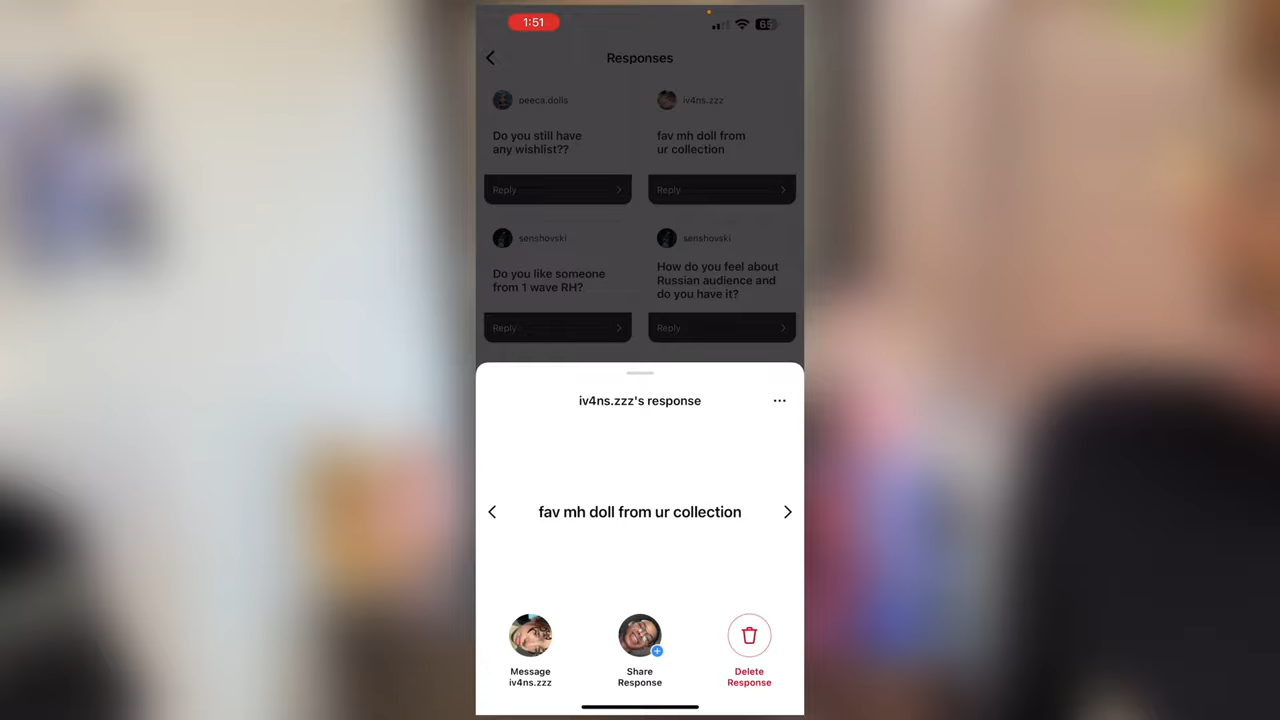 1:51
65
Responses
peeca.dolls
iv4ns.zzz
Do you still have
any wishlist??
fav mh doll from
ur collection
Reply
Reply
senshovski
senshovski
Do you like someone
from 1 wave RH?
How do you feel about
Russian audience and
do you have it?
Reply
Reply
iv4ns.zzz's response
fav mh doll from ur collection
Message
iv4ns.zzz
Share
Response
Delete
Response